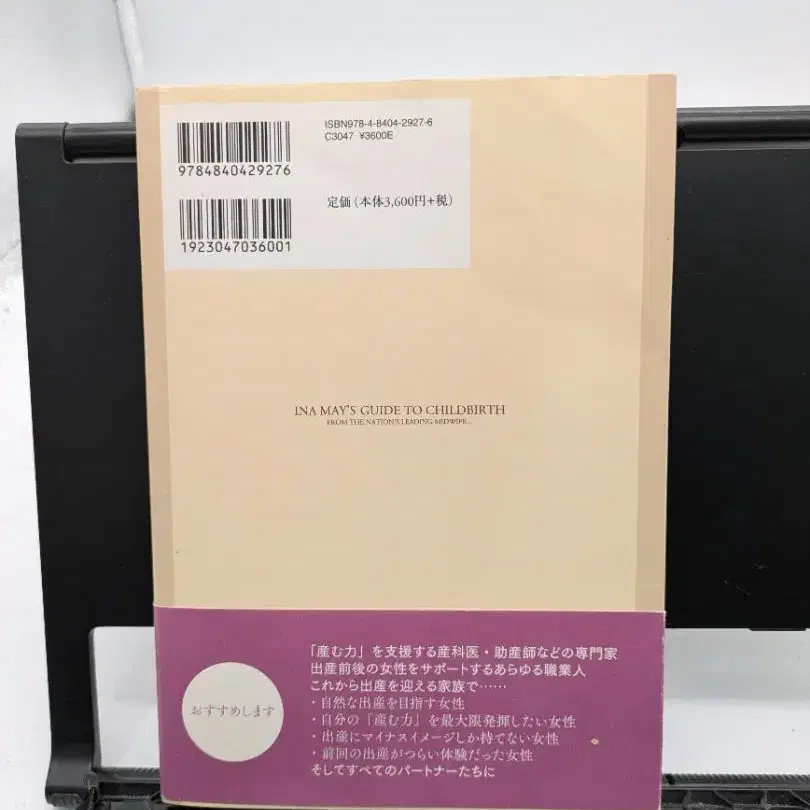 ISBN978-4-8404-2927-6
C3047 ¥3600E
9784840429276
定価(本体3,600円+税)
1923047036001
INA MAY'S GUIDE TO CHILDBIRTH
FROM THE NATION'S LEADING MIDWIFE...
「産む力」を支援する産科医・助産師などの専門家
出産前後の女性をサポートするあらゆる職業人
これから出産を迎える家族で……
・自然な出産を目指す女性
・自分の「産む力」を最大限発揮したい女性
・出産にマイナスイメージしか持てない女性
・前回の出産がつらい体験だった女性
そしてすべてのパートナーたちに
おすすめします